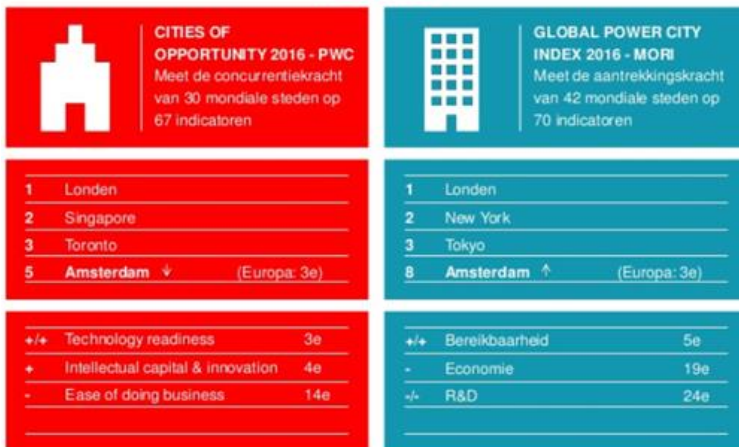 CITIES OF
OPPORTUNITY 2016 - PWC
Meet de concurrentiekracht
van 30 mondiale steden op
67 indicatoren
1 Londen
2 Singapore
3 Toronto
5 Amsterdam ↓ (Europa: 3e)
+/+ Technology readiness 3e
+ Intellectual capital & innovation 4e
- Ease of doing business 14e
GLOBAL POWER CITY
INDEX 2016 - MORI
Meet de aantrekkingskracht
van 42 mondiale steden op
70 indicatoren
1 Londen
2 New York
3 Tokyo
8 Amsterdam ↑ (Europa: 3e)
+/+ Bereikbaarheid 5e
- Economie 19e
-/- R&D 24e